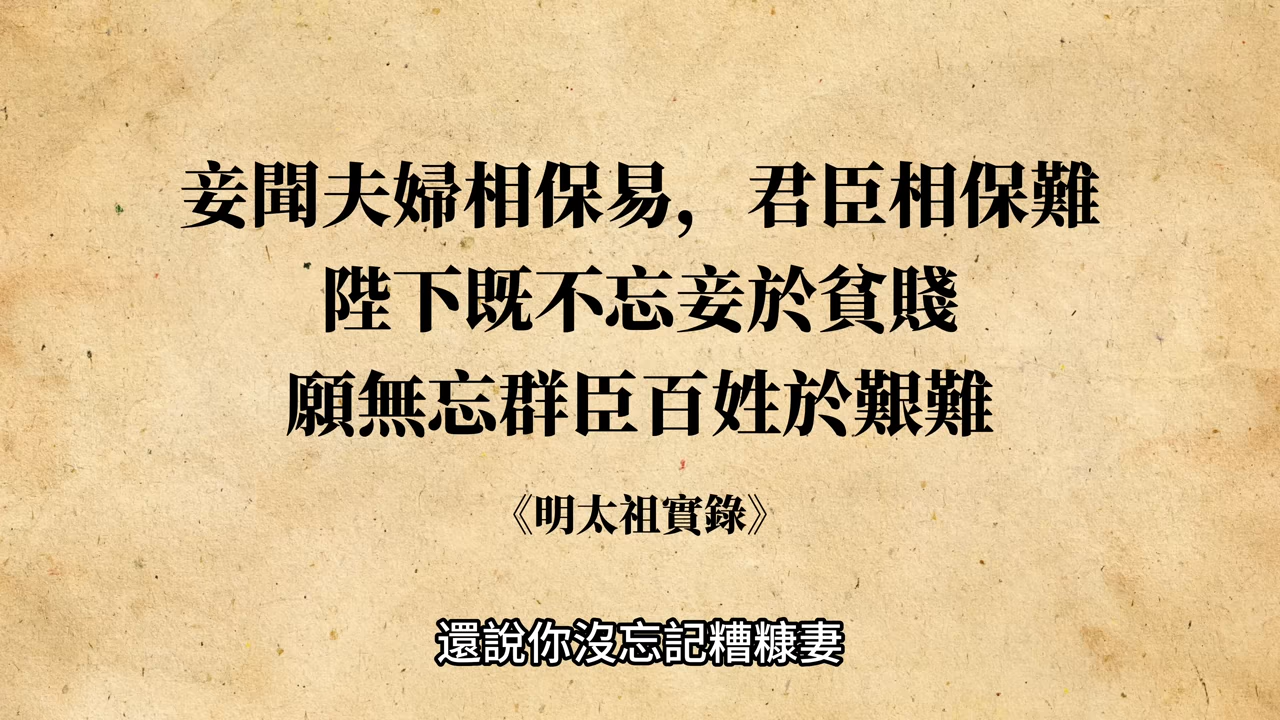 妾聞夫婦相保易，君臣相保難
陛下既不忘妾於貧賤
願無忘群臣百姓於艱難
《明太祖實錄》
還說你沒忘記糟糠妻